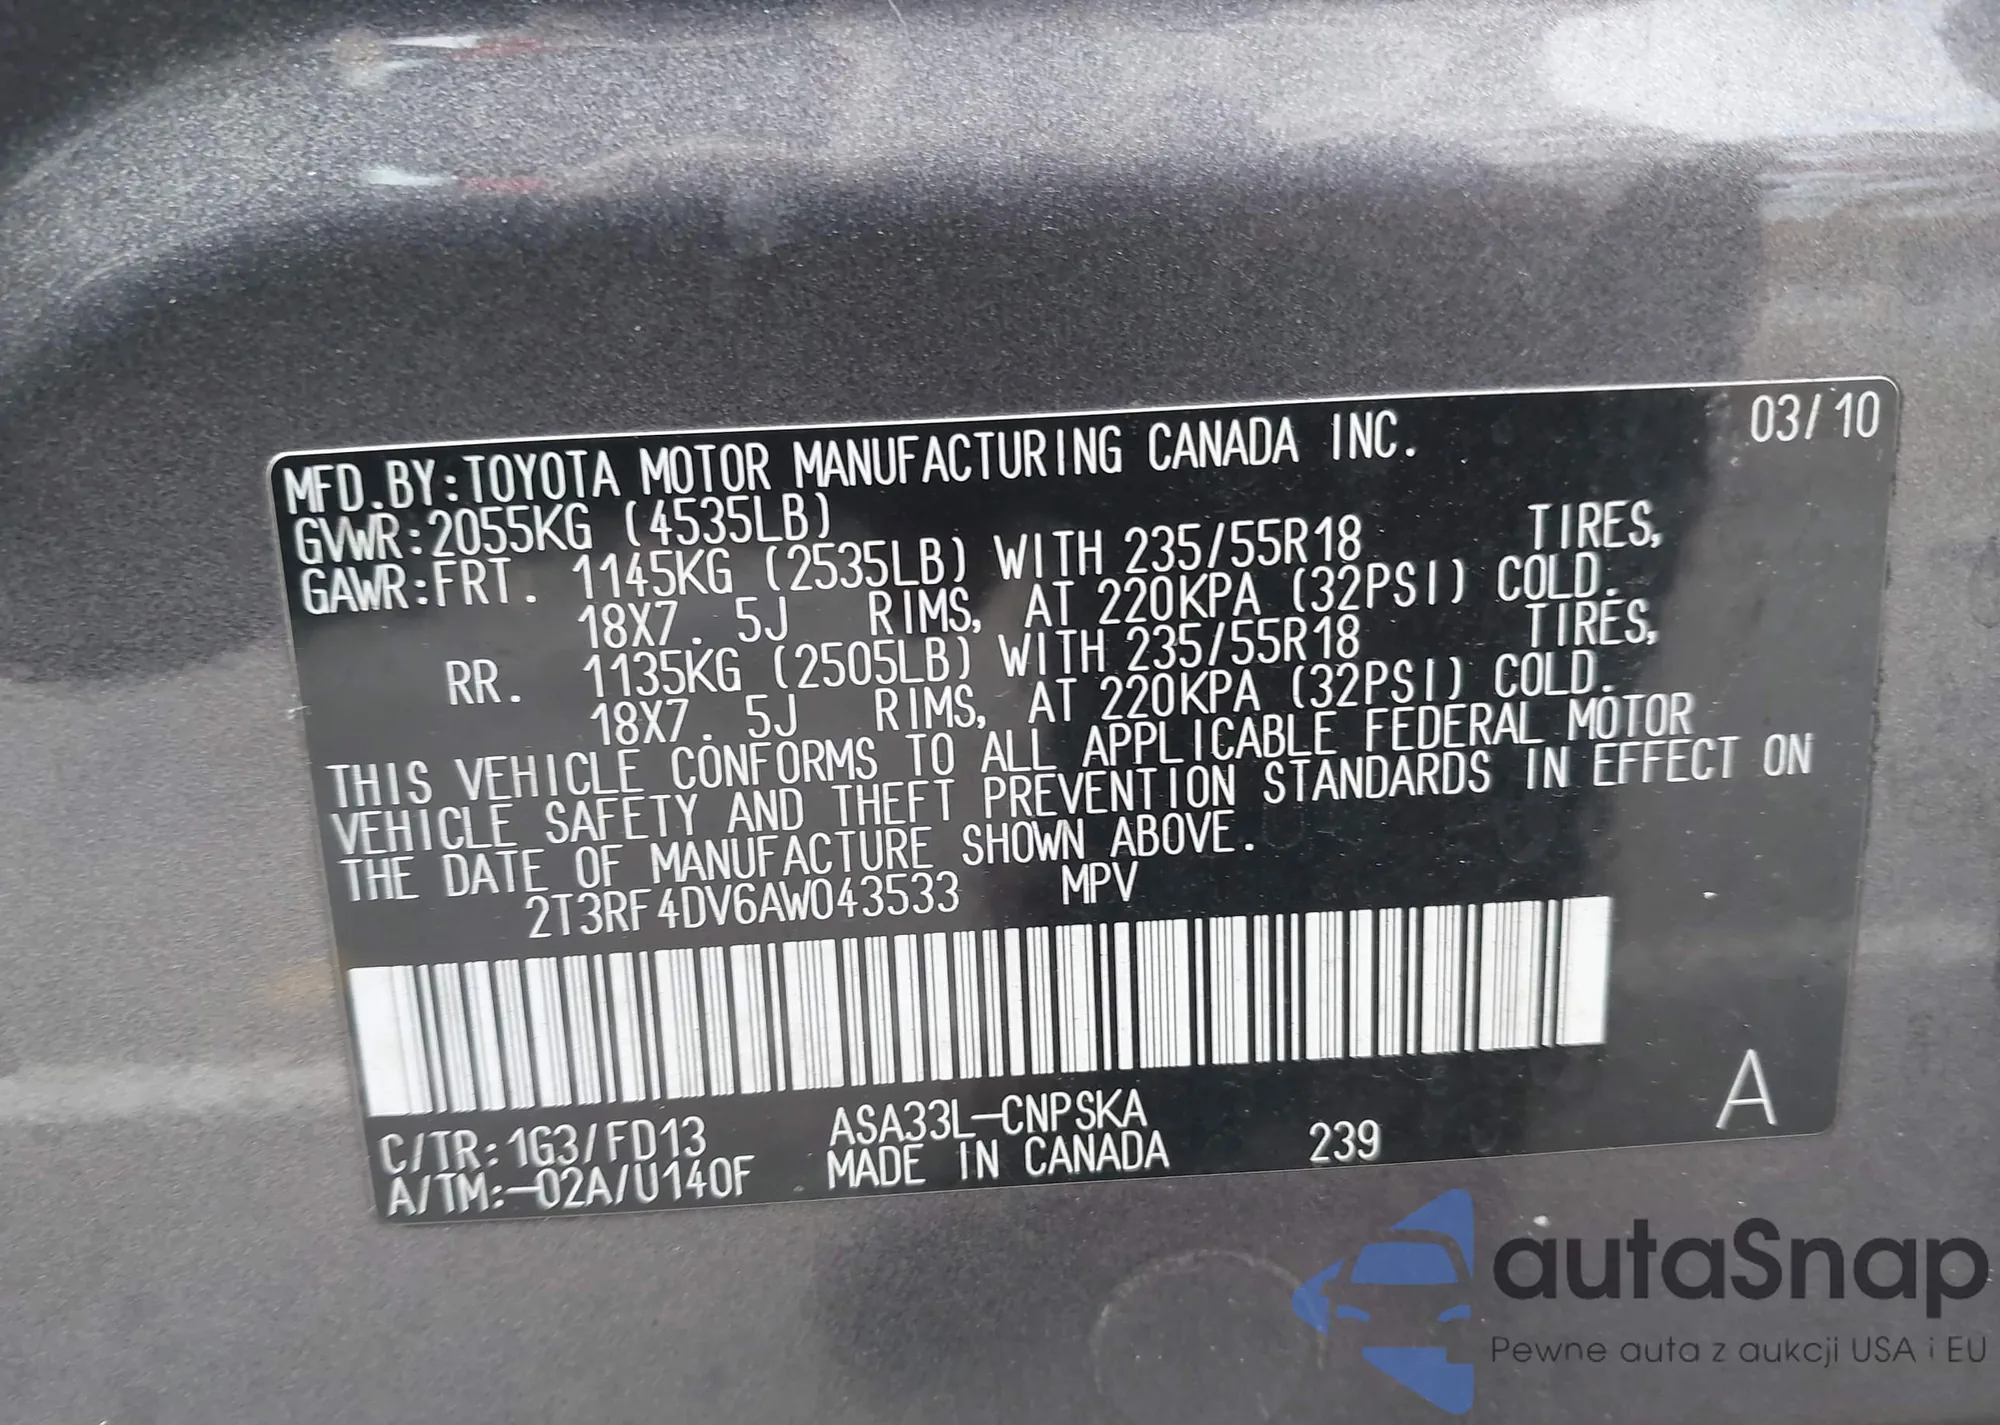 MFD.BY:TOYOTA MOTOR MANUFACTURING CANADA INC. 03/10
GVWR:2055KG (4535LB)
GAWR:FRT. 1145KG (2535LB) WITH 235/55R18 TIRES,
18X7.5J RIMS, AT 220KPA (32PSI) COLD.
RR. 1135KG (2505LB) WITH 235/55R18 TIRES,
18X7.5J RIMS, AT 220KPA (32PSI) COLD.
THIS VEHICLE CONFORMS TO ALL APPLICABLE FEDERAL MOTOR
VEHICLE SAFETY AND THEFT PREVENTION STANDARDS IN EFFECT ON
THE DATE OF MANUFACTURE SHOWN ABOVE.
2T3RF4DV6AW043533 MPV
C/TR:1G3/FD13 ASA33L-CNPSKA
A/TM:-02A/U140F MADE IN CANADA 239 A
autaSnap
Pewne auta z aukcji USA i EU